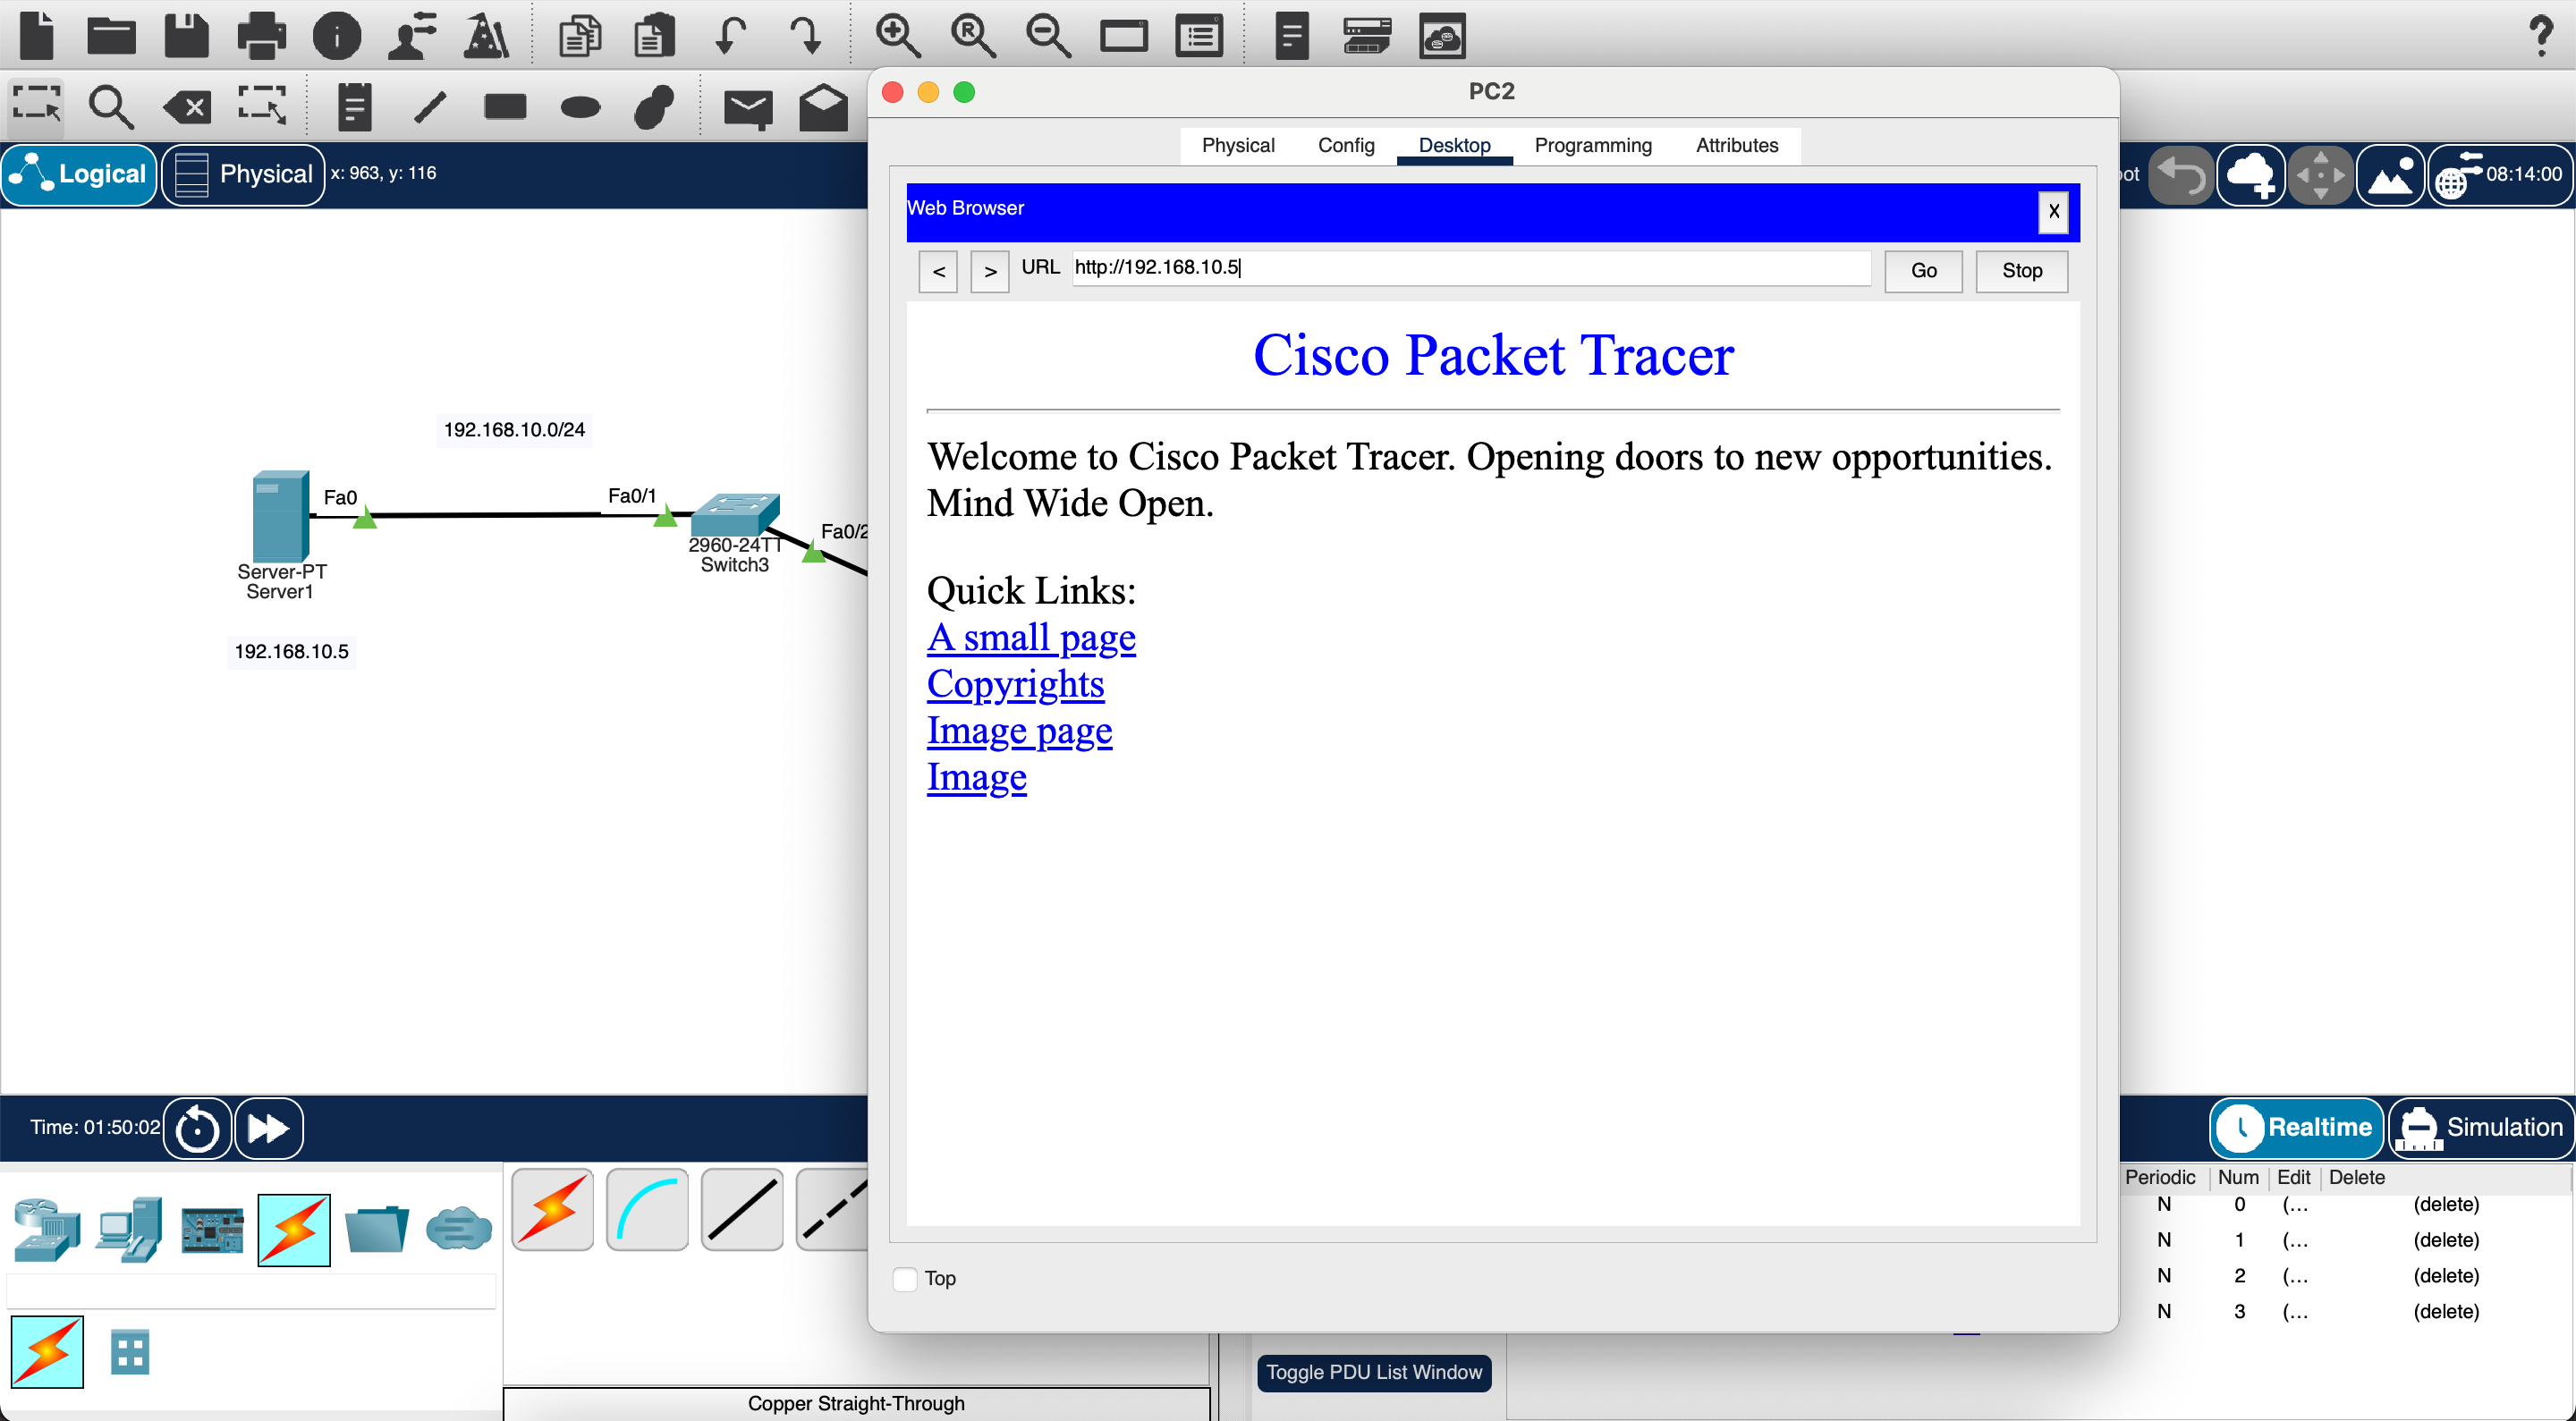 PC2
Physical Config Desktop Programming Attributes
Logical
Physical
x: 963, y: 116
08:14:00
Web Browser
X
< > URL http://192.168.10.5 Go Stop
Cisco Packet Tracer
Welcome to Cisco Packet Tracer. Opening doors to new opportunities.
Mind Wide Open.
Quick Links:
A small page
Copyrights
Image page
Image
192.168.10.0/24
Fa0
Fa0/1
Fa0/2
2960-24TT
Switch3
Server-PT
Server1
192.168.10.5
Top
Time: 01:50:02
Realtime
Simulation
Periodic Num Edit Delete
N 0 (... (delete)
N 1 (... (delete)
N 2 (... (delete)
N 3 (... (delete)
Toggle PDU List Window
Copper Straight-Through